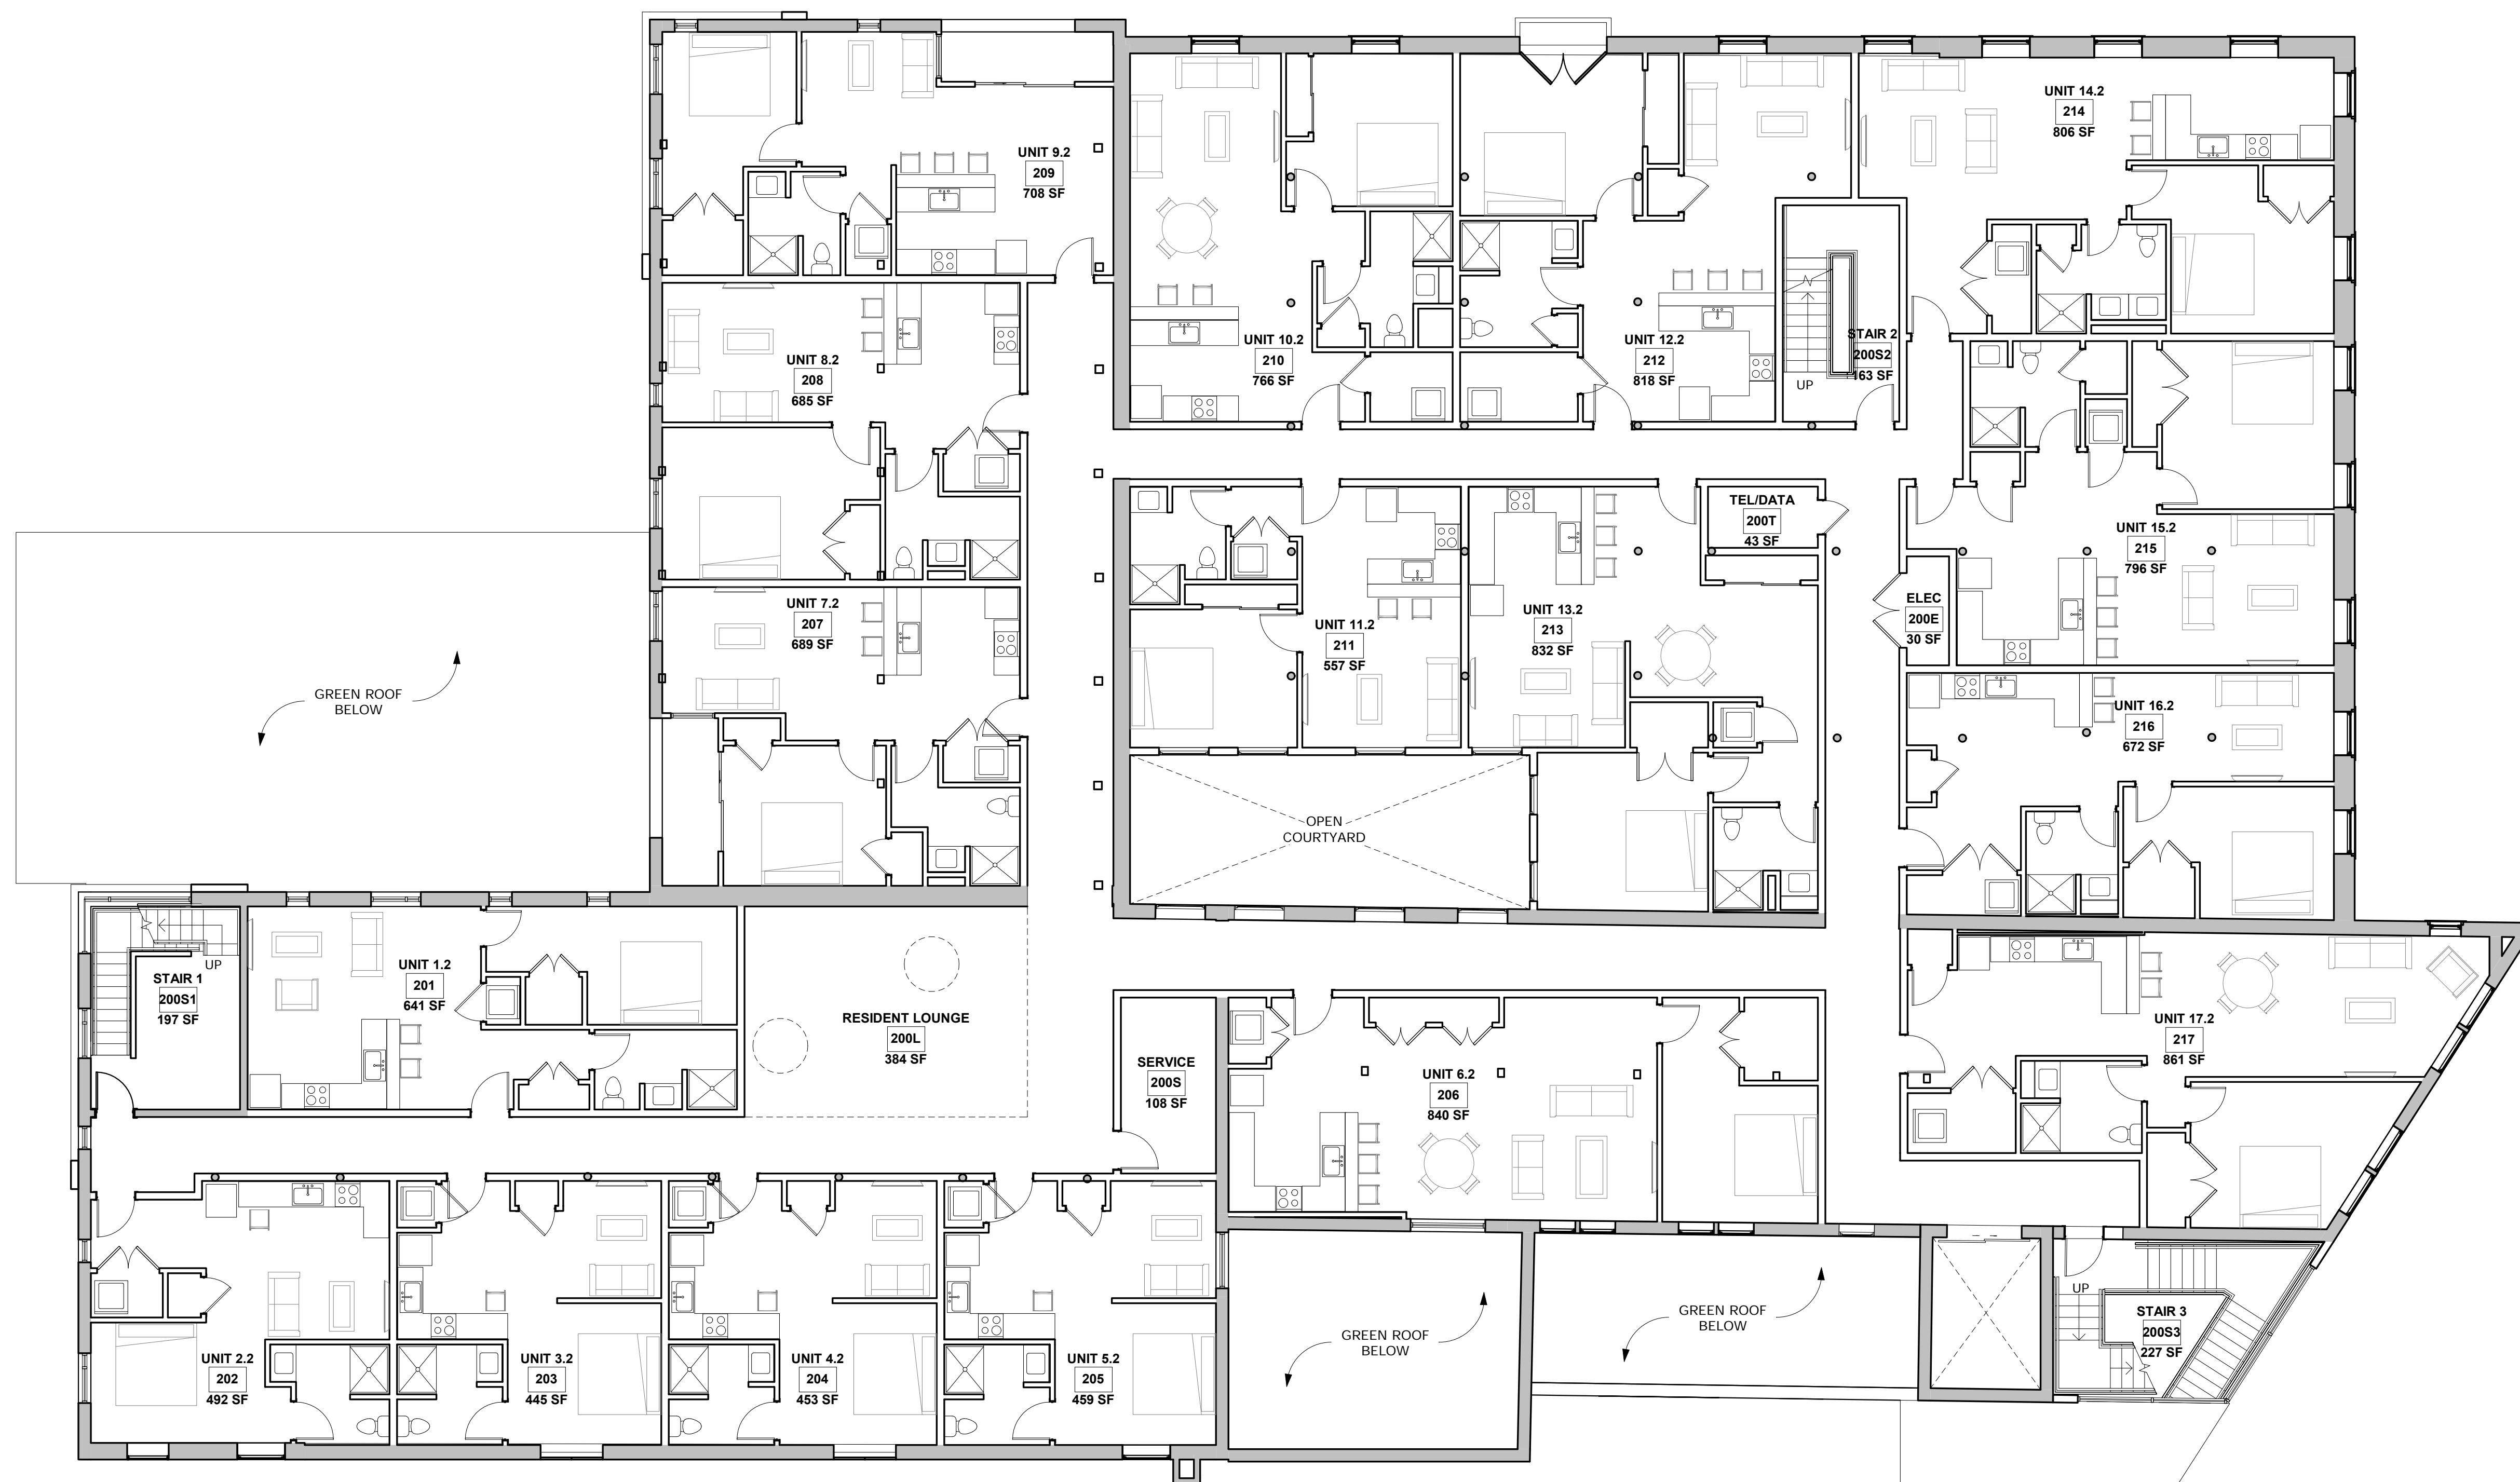 UNIT 9.2
209
708 SF
UNIT 14.2
214
806 SF
UNIT 8.2
208
685 SF
UNIT 10.2
210
766 SF
UNIT 12.2
212
818 SF
STAIR 2
200S2
163 SF
UP
TEL/DATA
200T
43 SF
UNIT 15.2
215
796 SF
UNIT 7.2
207
689 SF
UNIT 11.2
211
557 SF
UNIT 13.2
213
832 SF
ELEC
200E
30 SF
GREEN ROOF
BELOW
UNIT 16.2
216
672 SF
OPEN
COURTYARD
UP
STAIR 1
200S1
197 SF
UNIT 1.2
201
641 SF
RESIDENT LOUNGE
200L
384 SF
SERVICE
200S
108 SF
UNIT 6.2
206
840 SF
UNIT 17.2
217
861 SF
UP
STAIR 3
200S3
227 SF
GREEN ROOF
BELOW
GREEN ROOF
BELOW
UNIT 2.2
202
492 SF
UNIT 3.2
203
445 SF
UNIT 4.2
204
453 SF
UNIT 5.2
205
459 SF